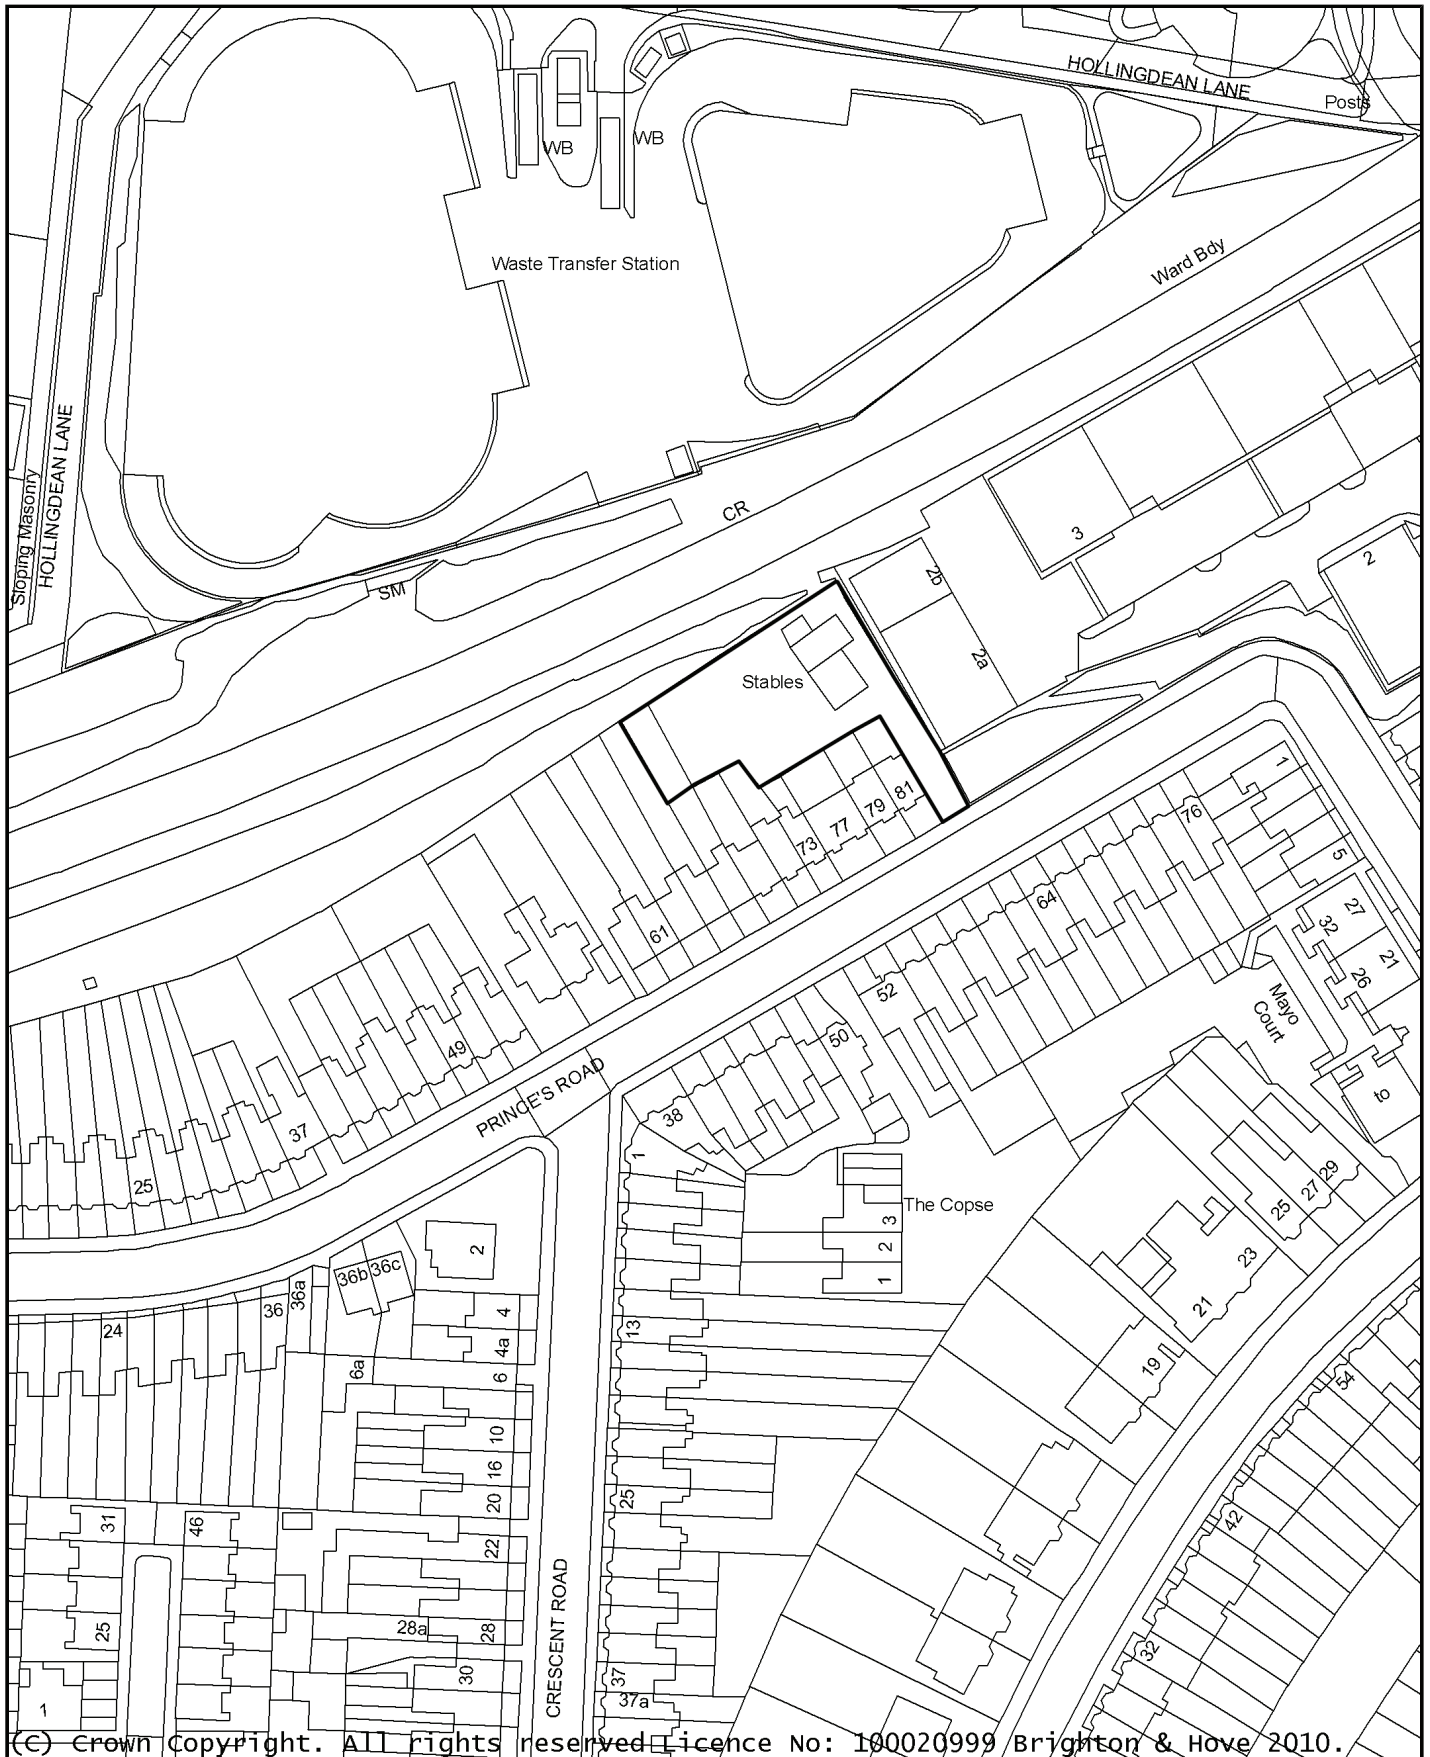 HOLLINGDEAN LANE
Posts
WB
WB
Waste Transfer Station
Ward Bdy
HOLLINGDEAN LANE
Sloping Masonry
CR
SM
3
2
2b
2a
Stables
81
79
77
73
61
76
1
5
64
52
27
32
21
26
Mayo
Court
to
50
49
PRINCE'S ROAD
38
37
25
1
The Copse
3
2
1
29
27
25
23
21
19
2
36b
36c
36a
36
24
4
4a
6
6a
13
10
16
20
22
25
54
42
32
31
46
25
28a
28
30
CRESCENT ROAD
37
37a
1
(C) Crown Copyright. All rights reserved Licence No: 100020999 Brighton & Hove 2010.